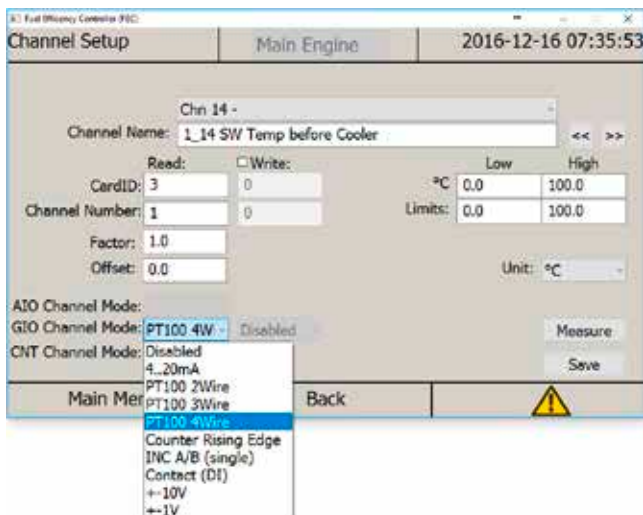 Fuel Efficiency Controller (FEC)
Channel Setup Main Engine 2016-12-16 07:35:53
Chn 14 -
Channel Name: 1_14 SW Temp before Cooler << >>
Read: Write: Low High
CardID: 3 0 °C 0.0 100.0
Channel Number: 1 0 Limits: 0.0 100.0
Factor: 1.0
Offset: 0.0 Unit: °C
AIO Channel Mode:
GIO Channel Mode: PT100 4W Disabled Measure
CNT Channel Mode: Disabled
4..20mA Save
PT100 2Wire
Main Mer PT100 3Wire Back
PT100 4Wire
Counter Rising Edge
INC A/B (single)
Contact (DI)
+-10V
+-1V